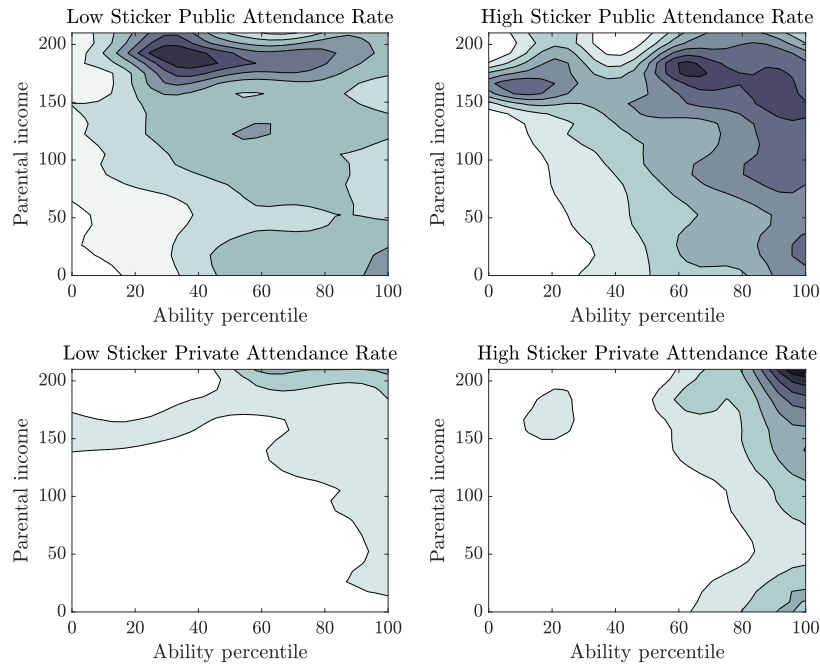 Low Sticker Public Attendance Rate
200
150
100
50
0
Parental income
0 20 40 60 80 100
Ability percentile
High Sticker Public Attendance Rate
200
150
100
50
0
Parental income
0 20 40 60 80 100
Ability percentile
Low Sticker Private Attendance Rate
200
150
100
50
0
Parental income
0 20 40 60 80 100
Ability percentile
High Sticker Private Attendance Rate
200
150
100
50
0
Parental income
0 20 40 60 80 100
Ability percentile